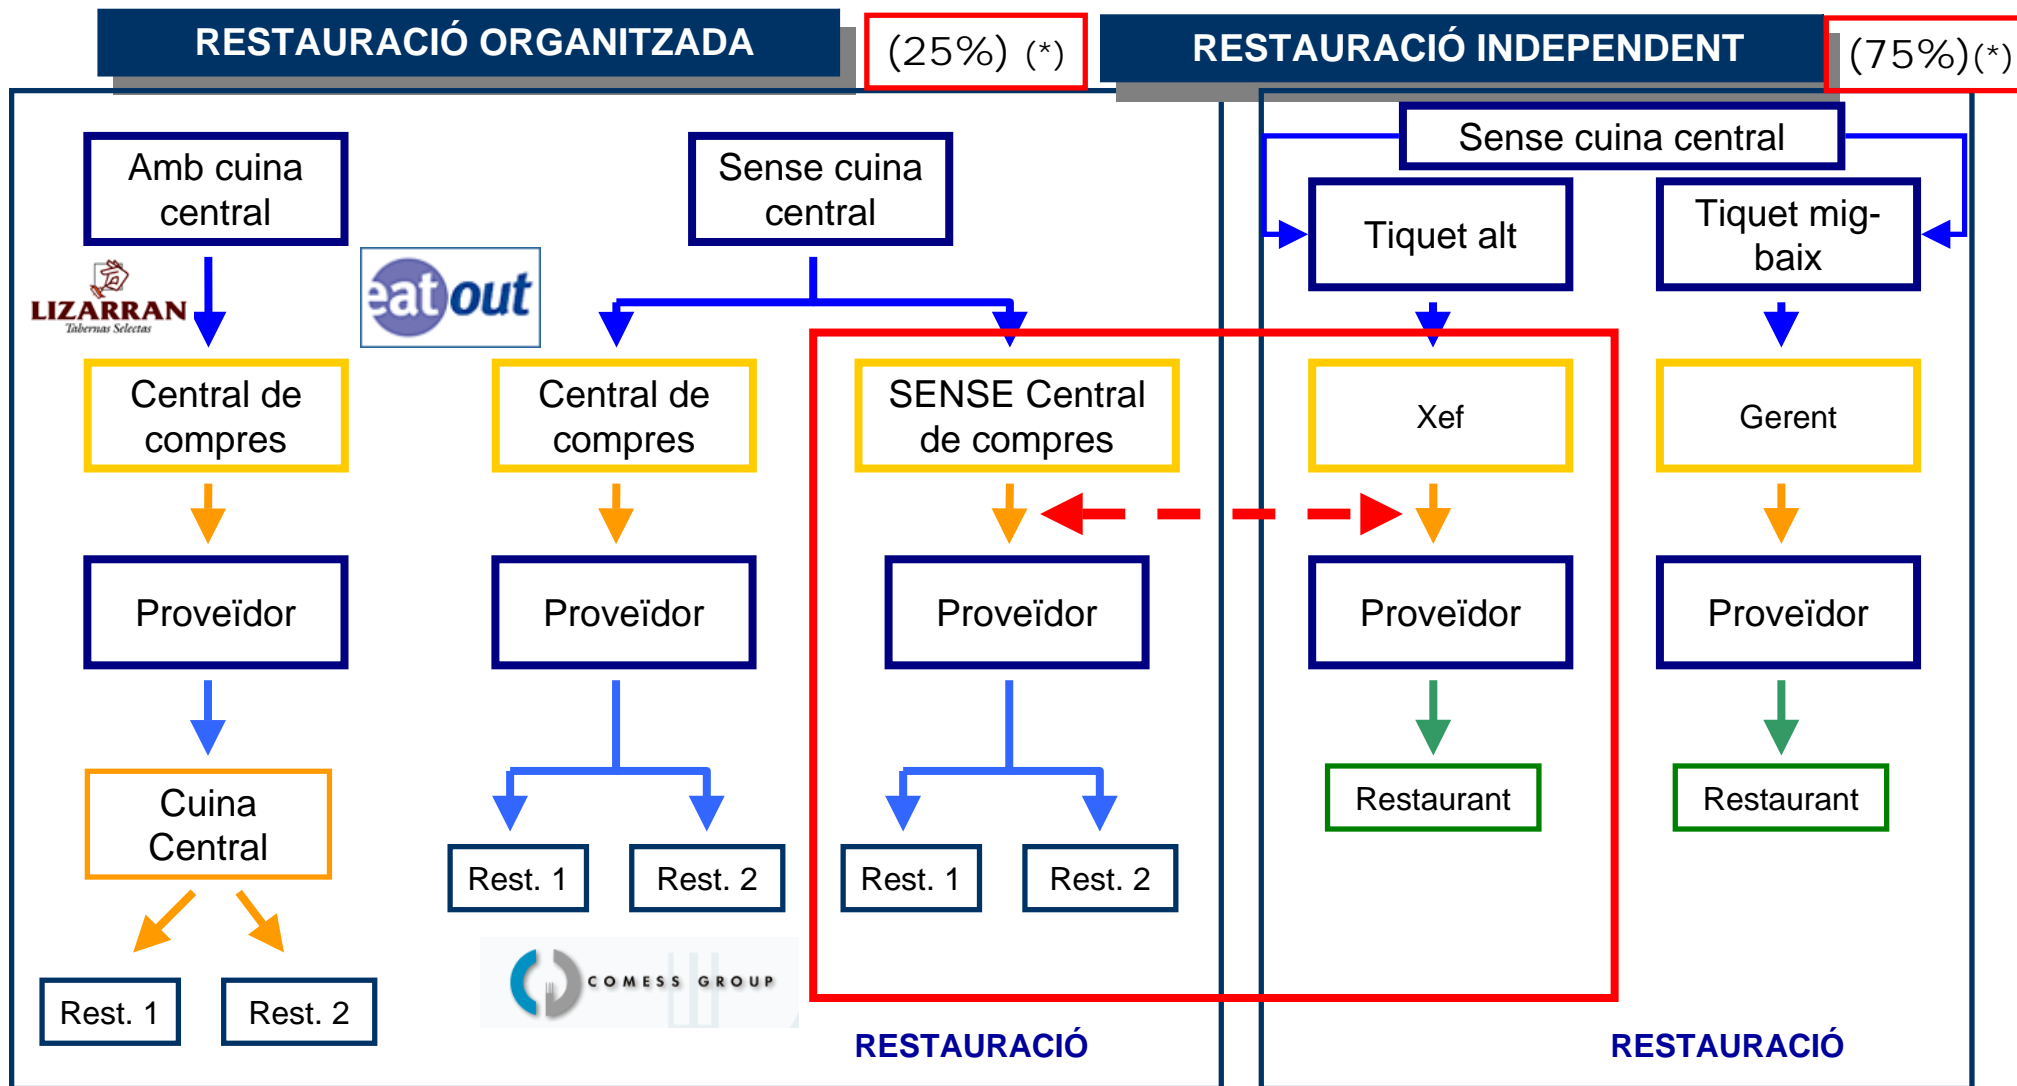 RESTAURACIÓ ORGANITZADA
(25%) (*)
RESTAURACIÓ INDEPENDENT
(75%)(*)
Amb cuina
central
Sense cuina
central
Sense cuina central
Tiquet alt
Tiquet mig-
baix
LIZARRAN
Tabernas Selectas
eatout
Central de
compres
Central de
compres
SENSE Central
de compres
Xef
Gerent
Proveïdor
Proveïdor
Proveïdor
Proveïdor
Proveïdor
Cuina
Central
Restaurant
Restaurant
Rest. 1
Rest. 2
Rest. 1
Rest. 2
COMESS GROUP
Rest. 1
Rest. 2
RESTAURACIÓ
RESTAURACIÓ